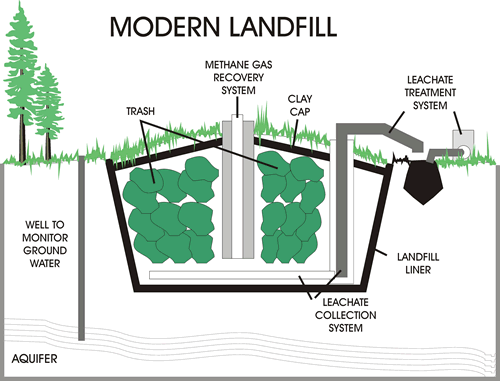 MODERN LANDFILL
METHANE GAS
RECOVERY
SYSTEM
LEACHATE
TREATMENT
SYSTEM
TRASH
CLAY
CAP
WELL TO
MONITOR
GROUND
WATER
LANDFILL
LINER
LEACHATE
COLLECTION
SYSTEM
AQUIFER